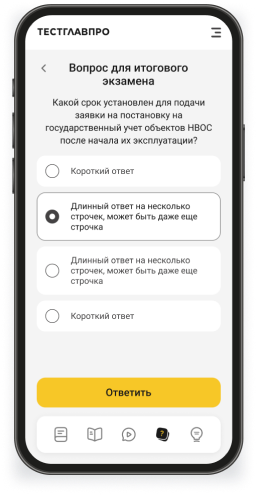 ТЕСТГЛАВПРО
Вопрос для итогового
экзамена
Какой срок установлен для подачи
заявки на постановку на
государственный учет объектов НВОС
после начала их эксплуатации?
Короткий ответ
Длинный ответ на несколько
строчек, может быть даже еще
строчка
Длинный ответ на несколько
строчек, может быть даже еще
строчка
Короткий ответ
Ответить
?